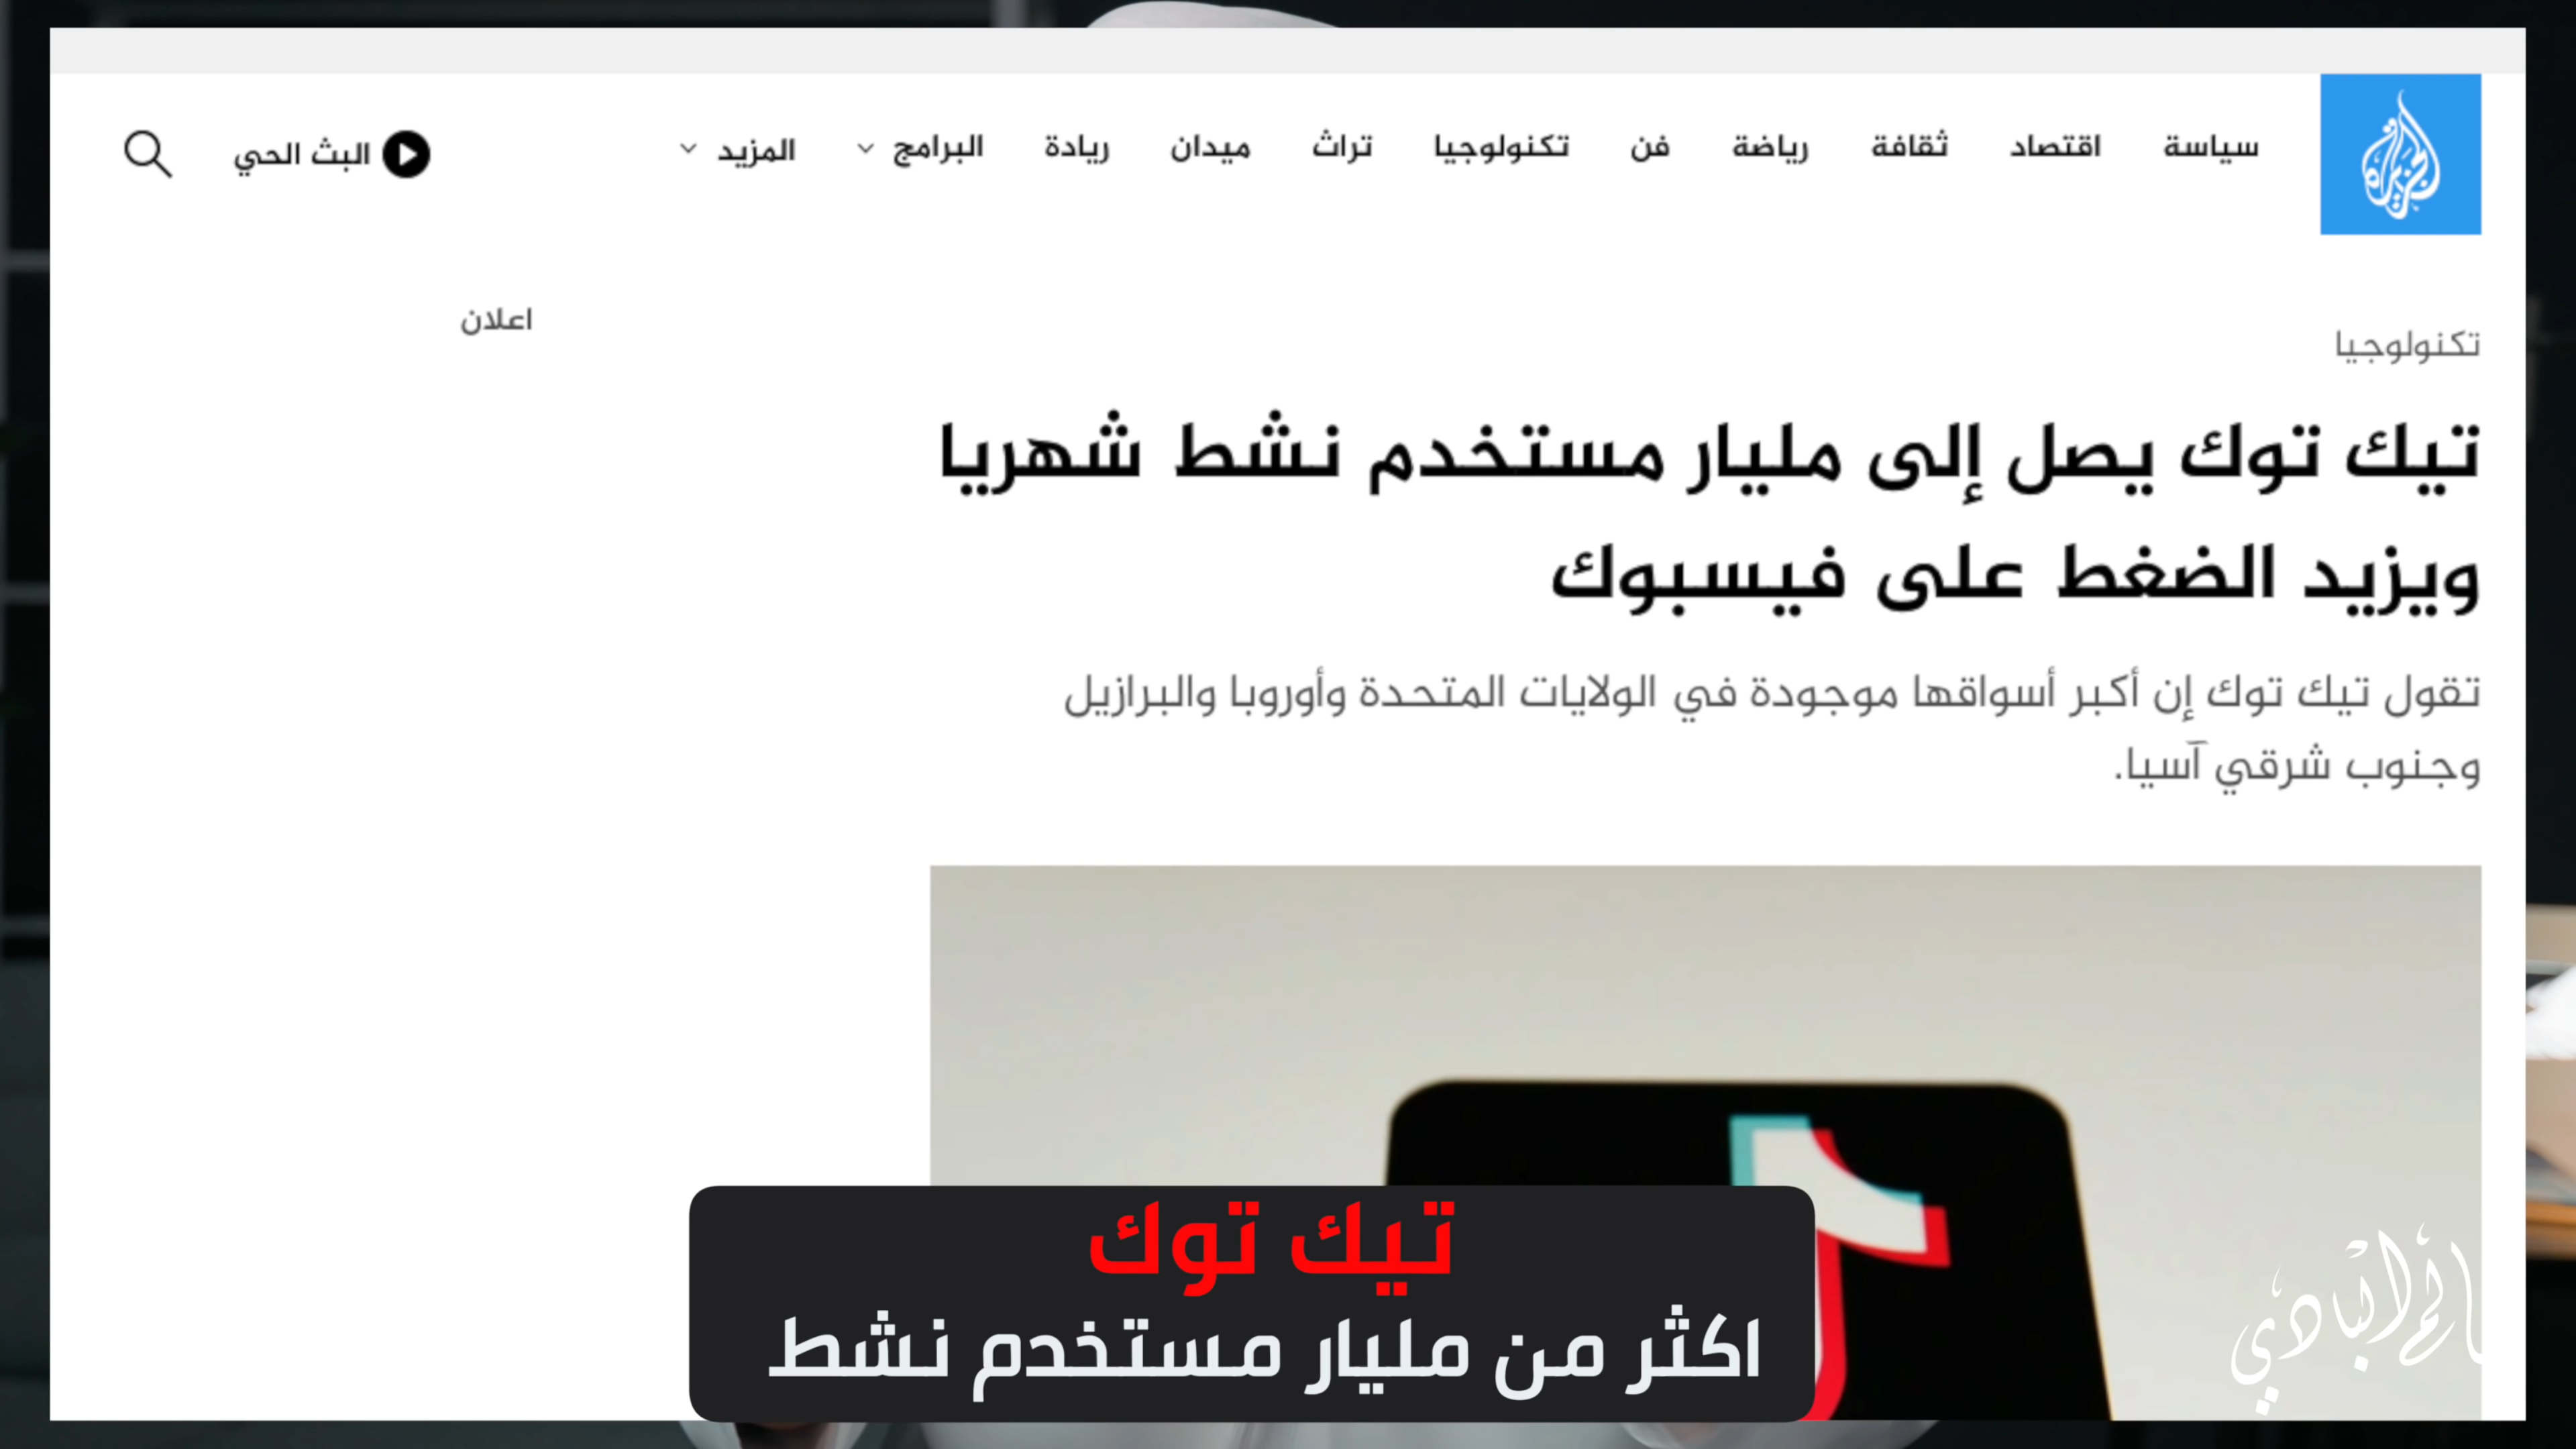 الجزيرة
سياسة اقتصاد ثقافة رياضة فن تكنولوجيا تراث ميدان ريادة البرامج المزيد البث الحي
اعلان
تكنولوجيا
تيك توك يصل إلى مليار مستخدم نشط شهريا
ويزيد الضغط على فيسبوك
تقول تيك توك إن أكبر أسواقها موجودة في الولايات المتحدة وأوروبا والبرازيل
وجنوب شرقي آسيا.
تيك توك
اكثر من مليار مستخدم نشط